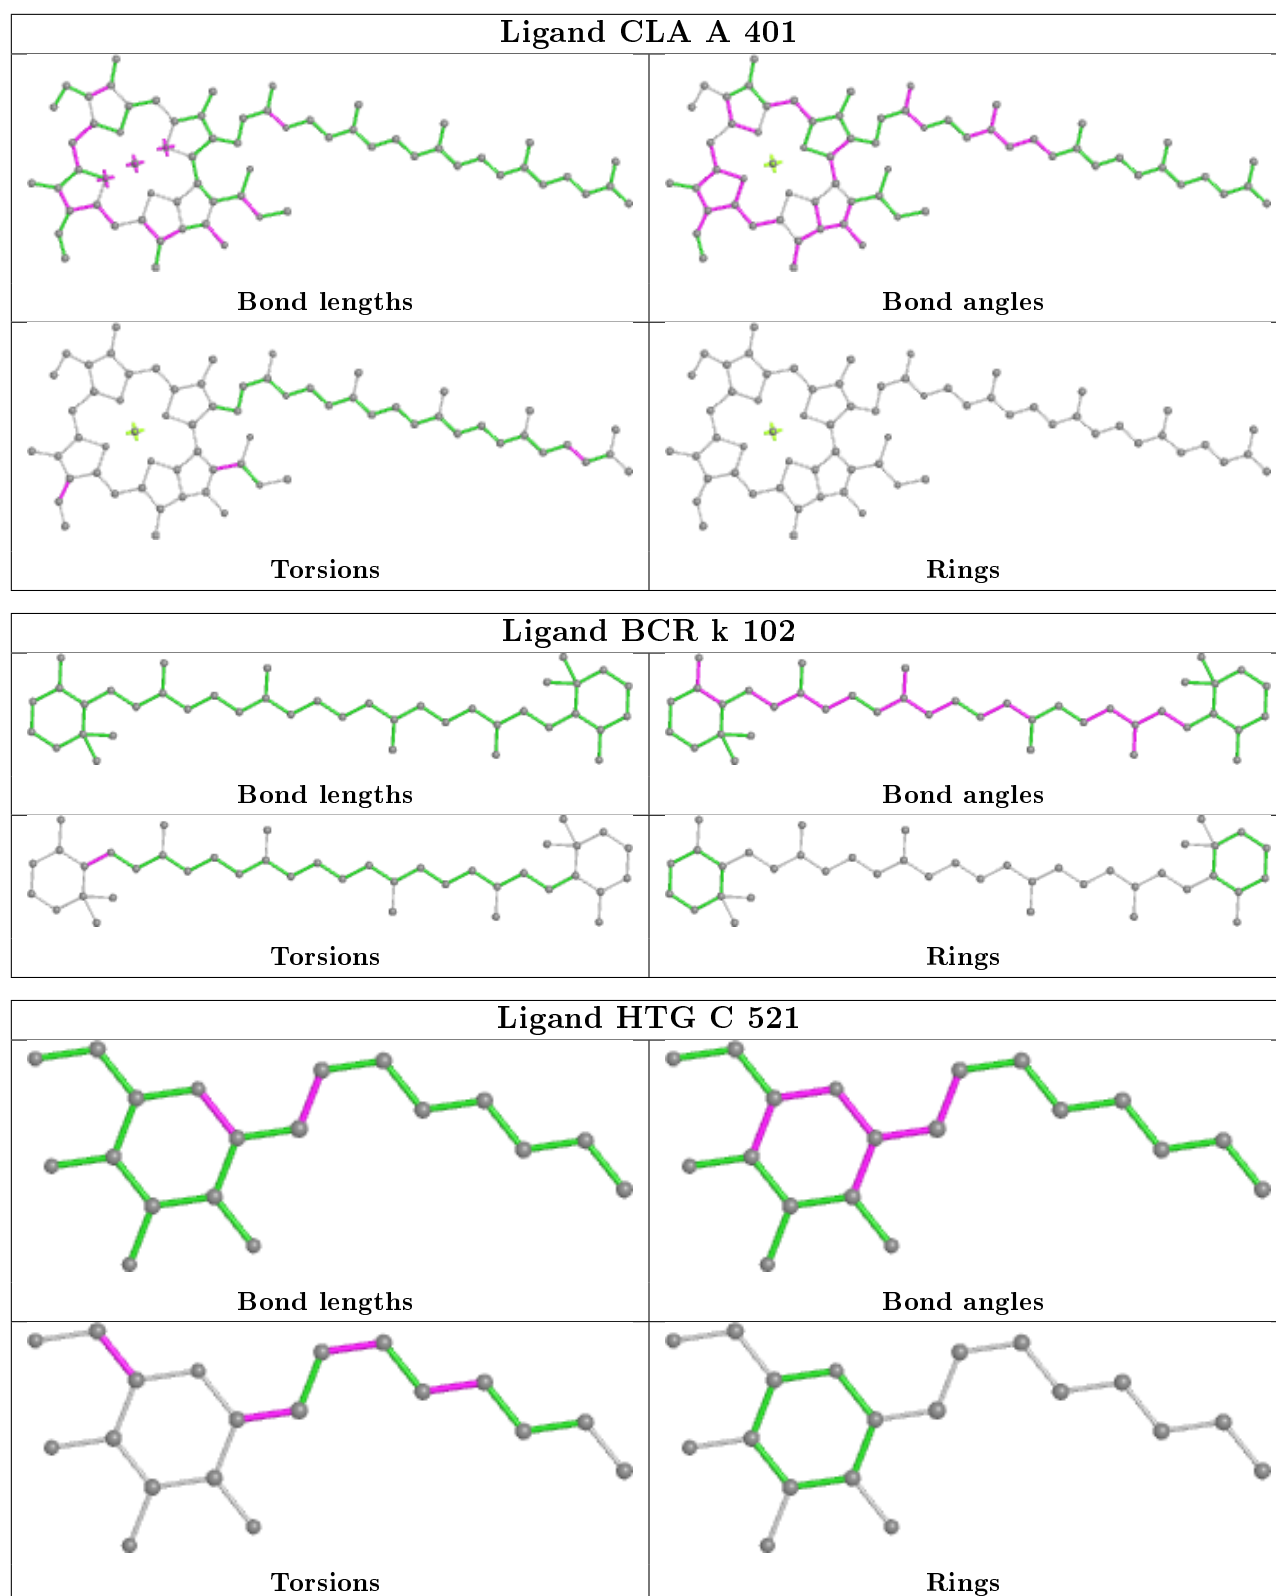 Ligand CLA A 401
Bond lengths
Bond angles
Torsions
Rings
Ligand BCR k 102
Bond lengths
Bond angles
Torsions
Rings
Ligand HTG C 521
Bond lengths
Bond angles
Torsions
Rings